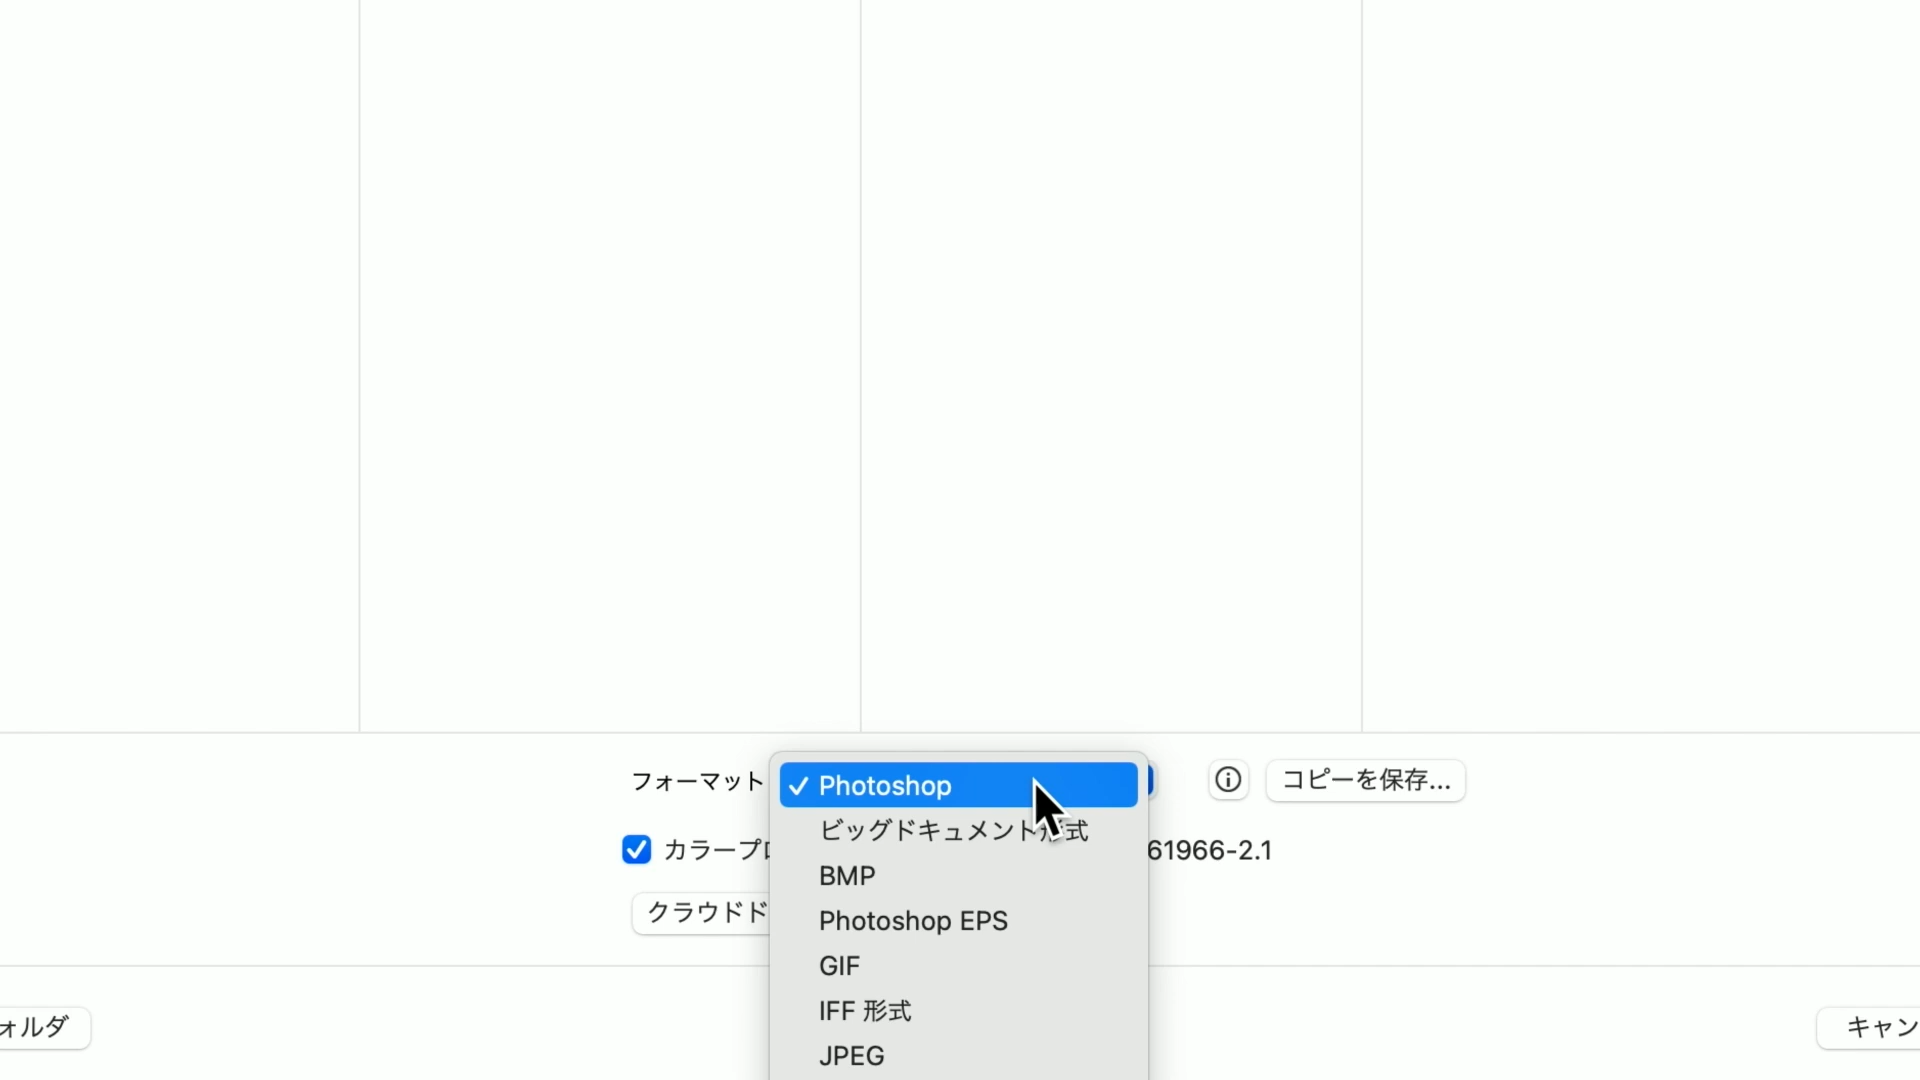 フォーマット
Photoshop
コピーを保存...
ビッグドキュメント形式
カラープロ
61966-2.1
BMP
クラウドド
Photoshop EPS
GIF
IFF 形式
ォルダ
キャン
JPEG